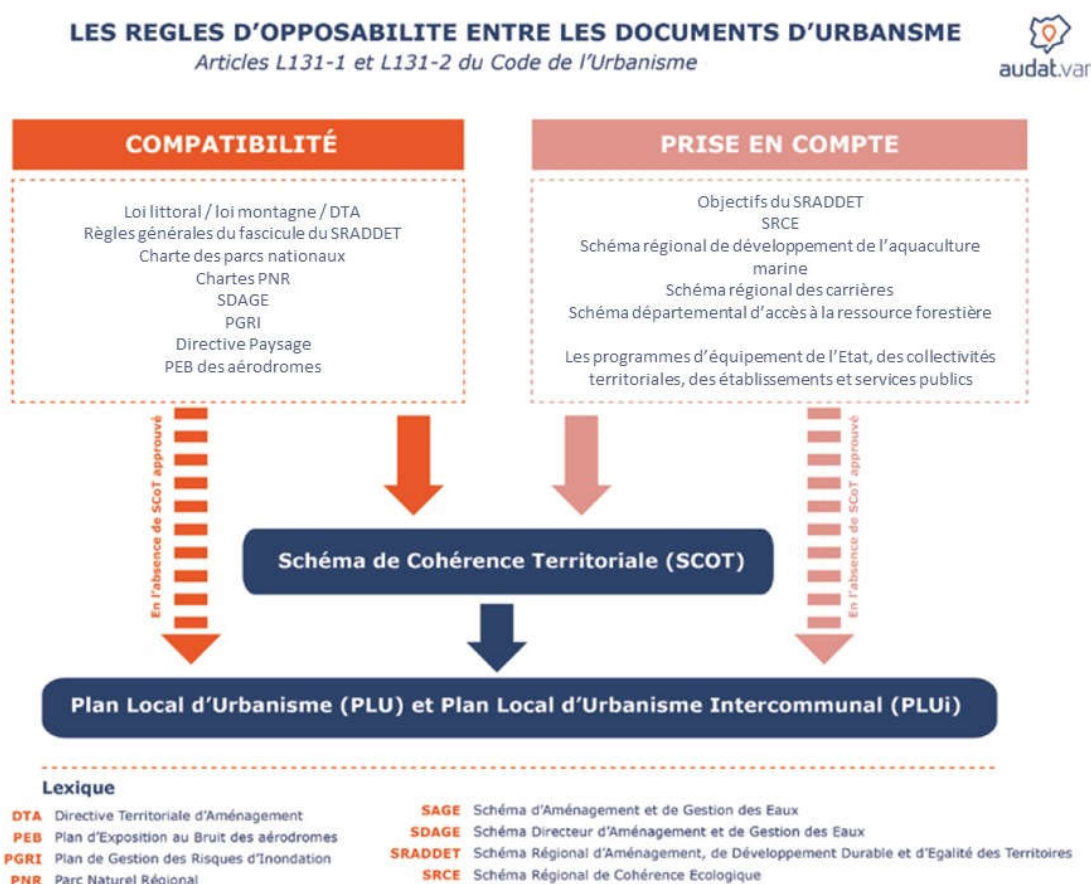 LES REGLES D'OPPOSABILITE ENTRE LES DOCUMENTS D'URBANSME
Articles L131-1 et L131-2 du Code de l'Urbanisme
audat.var
COMPATIBILITÉ
Loi littoral / loi montagne / DTA
Règles générales du fascicule du SRADDET
Charte des parcs nationaux
Chartes PNR
SDAGE
PGRI
Directive Paysage
PEB des aérodromes
PRISE EN COMPTE
Objectifs du SRADDET
SRCE
Schéma régional de développement de l'aquaculture
marine
Schéma régional des carrières
Schéma départemental d'accès à la ressource forestière
Les programmes d'équipement de l'Etat, des collectivités
territoriales, des établissements et services publics
En l'absence de SCoT approuvé
En l'absence de SCoT approuvé
Schéma de Cohérence Territoriale (SCOT)
Plan Local d'Urbanisme (PLU) et Plan Local d'Urbanisme Intercommunal (PLUi)
Lexique
DTA Directive Territoriale d'Aménagement
PEB Plan d'Exposition au Bruit des aérodromes
PGRI Plan de Gestion des Risques d'Inondation
PNR Parc Naturel Régional
SAGE Schéma d'Aménagement et de Gestion des Eaux
SDAGE Schéma Directeur d'Aménagement et de Gestion des Eaux
SRADDET Schéma Régional d'Aménagement, de Développement Durable et d'Egalité des Territoires
SRCE Schéma Régional de Cohérence Ecologique